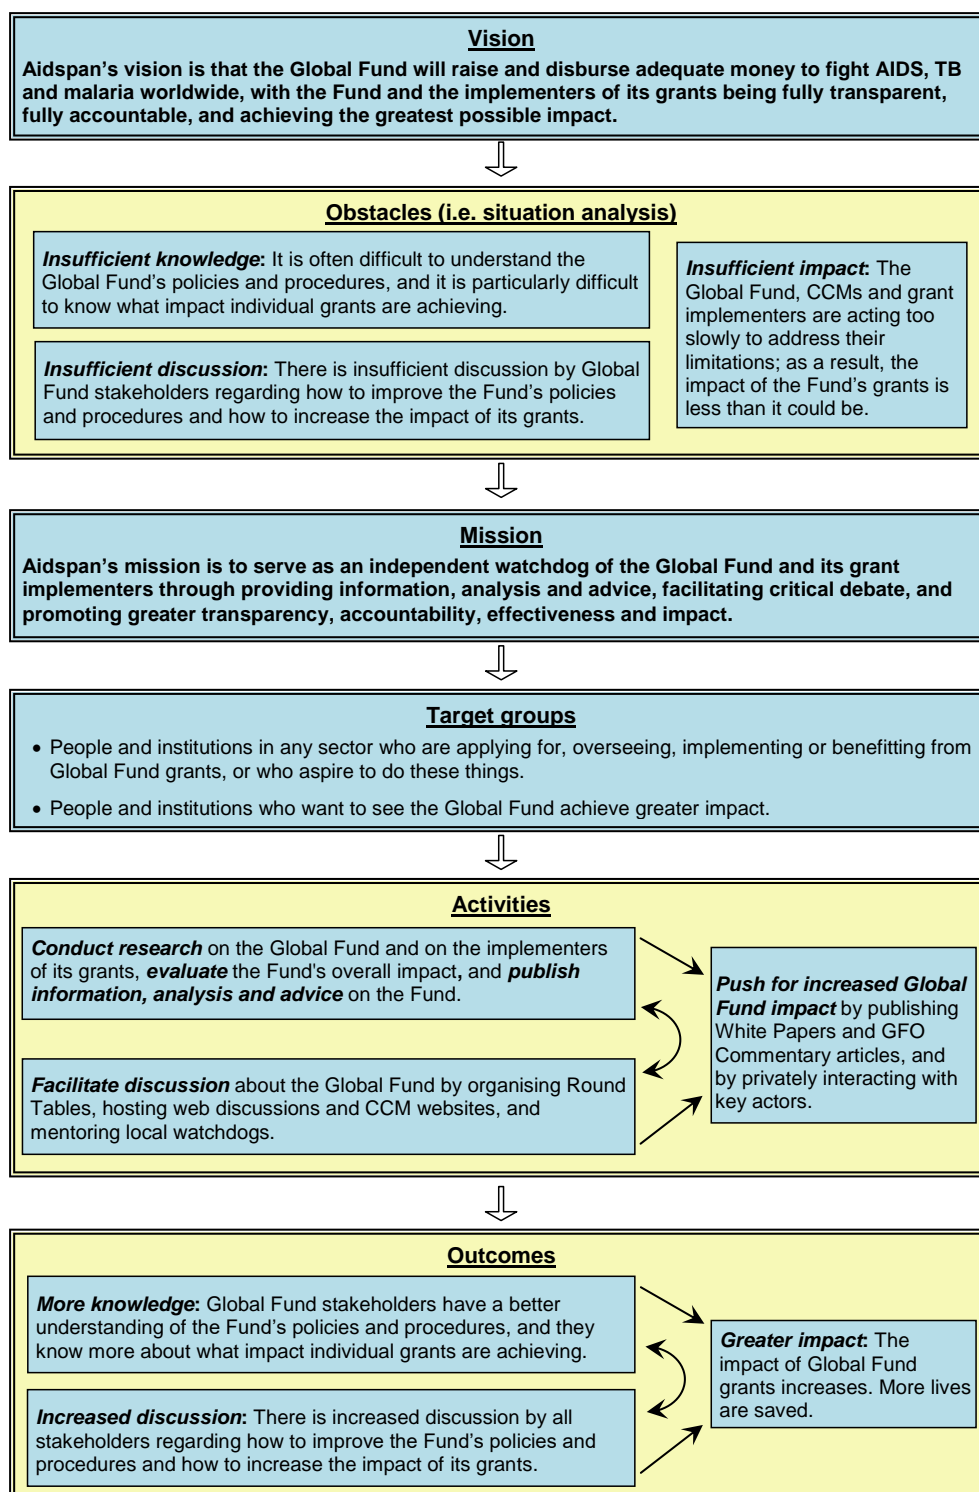 Vision
Aidspan’s vision is that the Global Fund will raise and disburse adequate money to fight AIDS, TB
and malaria worldwide, with the Fund and the implementers of its grants being fully transparent,
fully accountable, and achieving the greatest possible impact.
Obstacles (i.e. situation analysis)
Insufficient knowledge: It is often difficult to understand the
Global Fund’s policies and procedures, and it is particularly difficult
to know what impact individual grants are achieving.
Insufficient discussion: There is insufficient discussion by Global
Fund stakeholders regarding how to improve the Fund’s policies
and procedures and how to increase the impact of its grants.
Insufficient impact: The
Global Fund, CCMs and grant
implementers are acting too
slowly to address their
limitations; as a result, the
impact of the Fund’s grants is
less than it could be.
Mission
Aidspan’s mission is to serve as an independent watchdog of the Global Fund and its grant
implementers through providing information, analysis and advice, facilitating critical debate, and
promoting greater transparency, accountability, effectiveness and impact.
Target groups
• People and institutions in any sector who are applying for, overseeing, implementing or benefitting from
Global Fund grants, or who aspire to do these things.
• People and institutions who want to see the Global Fund achieve greater impact.
Activities
Conduct research on the Global Fund and on the implementers
of its grants, evaluate the Fund's overall impact, and publish
information, analysis and advice on the Fund.
Facilitate discussion about the Global Fund by organising Round
Tables, hosting web discussions and CCM websites, and
mentoring local watchdogs.
Push for increased Global
Fund impact by publishing
White Papers and GFO
Commentary articles, and
by privately interacting with
key actors.
Outcomes
More knowledge: Global Fund stakeholders have a better
understanding of the Fund’s policies and procedures, and they
know more about what impact individual grants are achieving.
Increased discussion: There is increased discussion by all
stakeholders regarding how to improve the Fund’s policies and
procedures and how to increase the impact of its grants.
Greater impact: The
impact of Global Fund
grants increases. More lives
are saved.